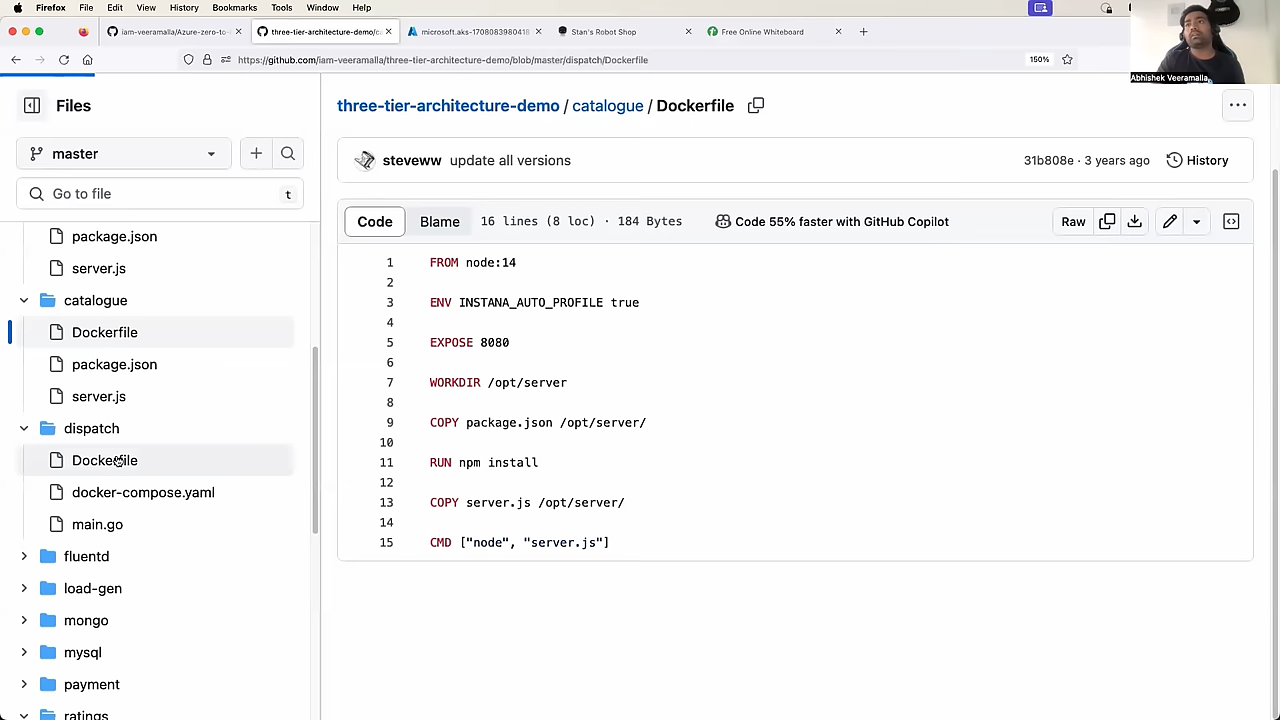 Firefox File Edit View History Bookmarks Tools Window Help
iam-veeramalla/Azure-zero-to-
three-tier-architecture-demo/c
microsoft.aks-1708083980418
Stan's Robot Shop
Free Online Whiteboard
https://github.com/iam-veeramalla/three-tier-architecture-demo/blob/master/dispatch/Dockerfile
150%
Abhishek Veeramalla
Files
master
Go to file
t
package.json
server.js
catalogue
Dockerfile
package.json
server.js
dispatch
Dockerfile
docker-compose.yaml
main.go
fluentd
load-gen
mongo
mysql
payment
ratings
three-tier-architecture-demo / catalogue / Dockerfile
steveww update all versions
31b808e · 3 years ago History
Code Blame 16 lines (8 loc) · 184 Bytes Code 55% faster with GitHub Copilot Raw
1 FROM node:14
2
3 ENV INSTANA_AUTO_PROFILE true
4
5 EXPOSE 8080
6
7 WORKDIR /opt/server
8
9 COPY package.json /opt/server/
10
11 RUN npm install
12
13 COPY server.js /opt/server/
14
15 CMD ["node", "server.js"]